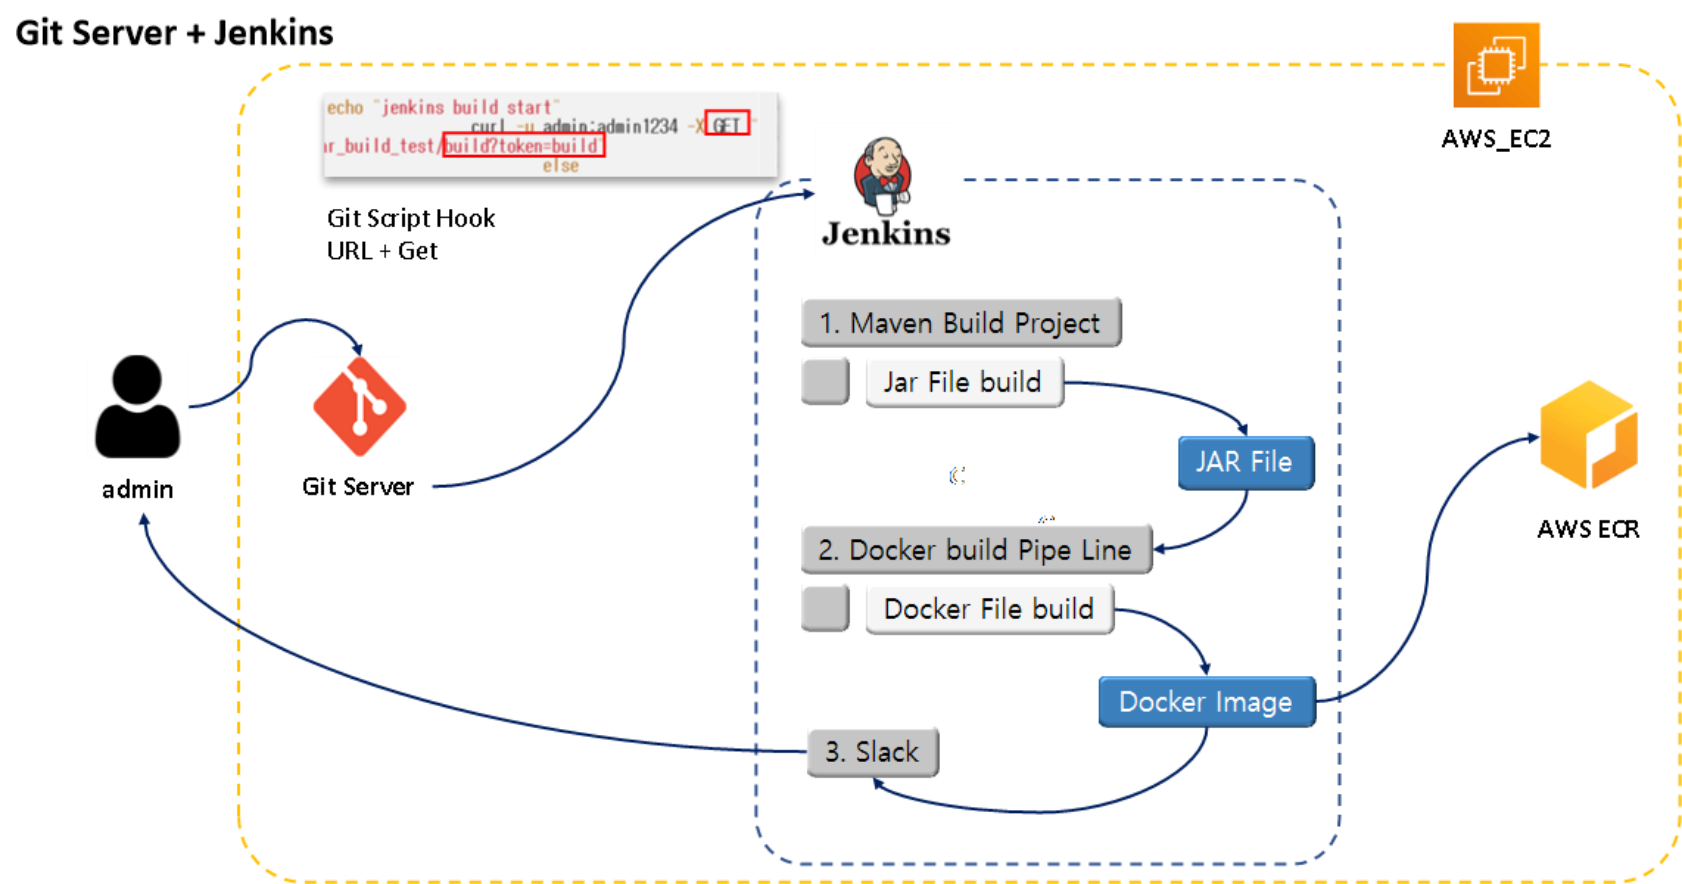 Git Server + Jenkins
AWS_EC2
echo "jenkins build start"
curl -u admin:admin1234 -X GET "
ar_build_test/build?token=build"
else
Git Script Hook
URL + Get
Jenkins
1. Maven Build Project
Jar File build
JAR File
admin
Git Server
2. Docker build Pipe Line
AWS ECR
Docker File build
Docker Image
3. Slack